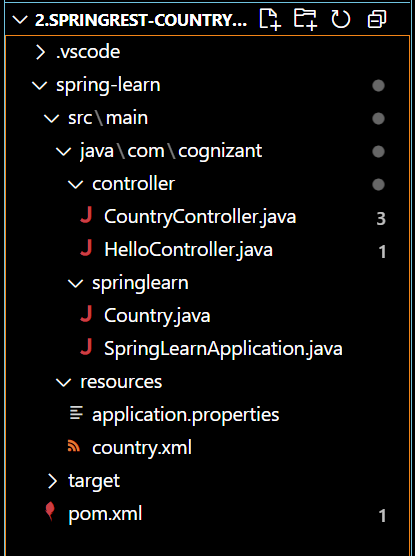 2.SPRINGREST-COUNTRY...
.vscode
spring-learn
src\main
java\com\cognizant
controller
CountryController.java 3
HelloController.java 1
springlearn
Country.java
SpringLearnApplication.java
resources
application.properties
country.xml
target
pom.xml 1